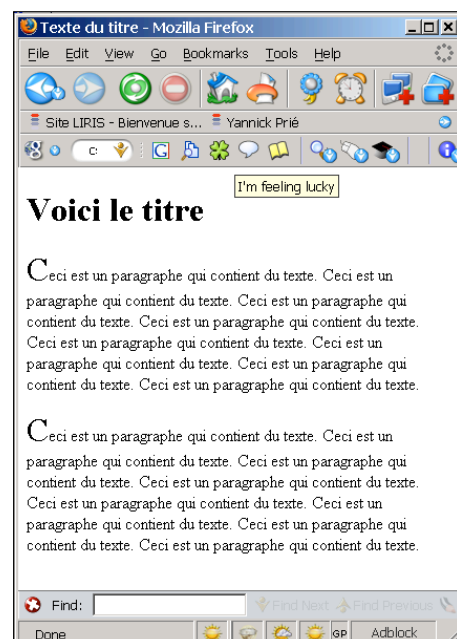 Texte du titre - Mozilla Firefox
File Edit View Go Bookmarks Tools Help
Site LIRIS - Bienvenue s... Yannick Prié
C:
I'm feeling lucky
Voici le titre
Ceci est un paragraphe qui contient du texte. Ceci est un
paragraphe qui contient du texte. Ceci est un paragraphe qui
contient du texte. Ceci est un paragraphe qui contient du texte.
Ceci est un paragraphe qui contient du texte. Ceci est un
paragraphe qui contient du texte. Ceci est un paragraphe qui
contient du texte. Ceci est un paragraphe qui contient du texte.
Ceci est un paragraphe qui contient du texte. Ceci est un
paragraphe qui contient du texte. Ceci est un paragraphe qui
contient du texte. Ceci est un paragraphe qui contient du texte.
Ceci est un paragraphe qui contient du texte. Ceci est un
paragraphe qui contient du texte. Ceci est un paragraphe qui
contient du texte. Ceci est un paragraphe qui contient du texte.
Find: Find Next Find Previous
Done GP Adblock